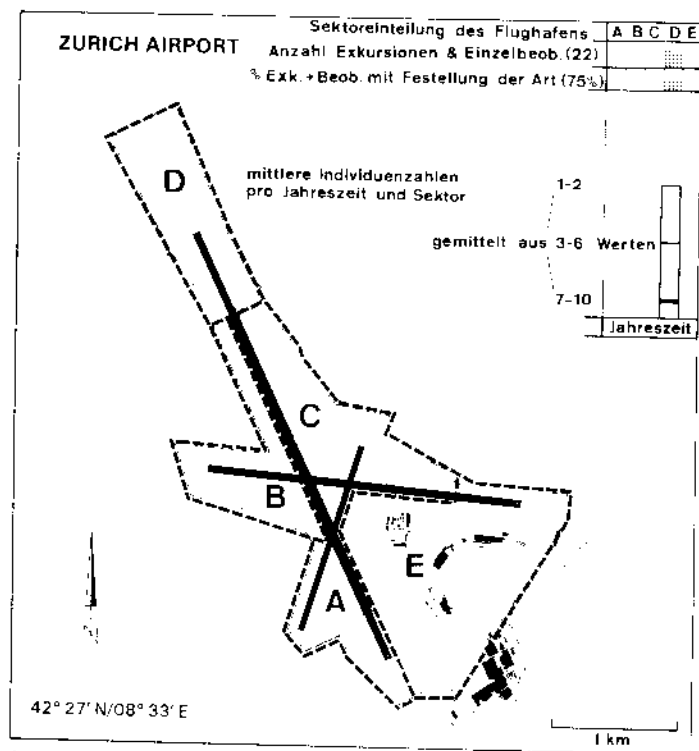 ZURICH AIRPORT
Sektoreinteilung des Flughafens A B C D E
Anzahl Exkursionen & Einzelbeob. (22)
% Exk.+Beob. mit Festellung der Art (75%)
D
mittlere Individuenzahlen
pro Jahreszeit und Sektor
1-2
gemittelt aus 3-6 Werten
7-10
Jahreszeit
C
B
E
A
42° 27' N/08° 33' E
1 km